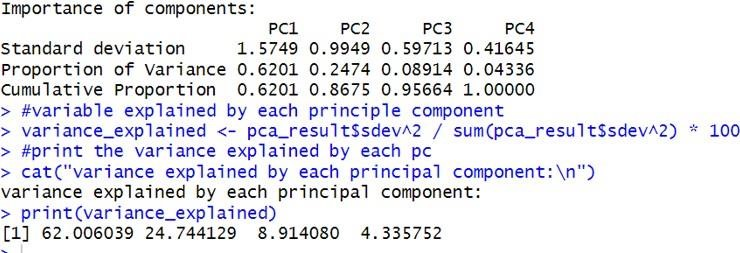 Importance of components:
PC1 PC2 PC3 PC4
Standard deviation 1.5749 0.9949 0.59713 0.41645
Proportion of Variance 0.6201 0.2474 0.08914 0.04336
Cumulative Proportion 0.6201 0.8675 0.95664 1.00000
> #variable explained by each principle component
> variance_explained <- pca_result$sdev^2 / sum(pca_result$sdev^2) * 100
> #print the variance explained by each pc
> cat("variance explained by each principal component:\n")
variance explained by each principal component:
> print(variance_explained)
[1] 62.006039 24.744129 8.914080 4.335752
>